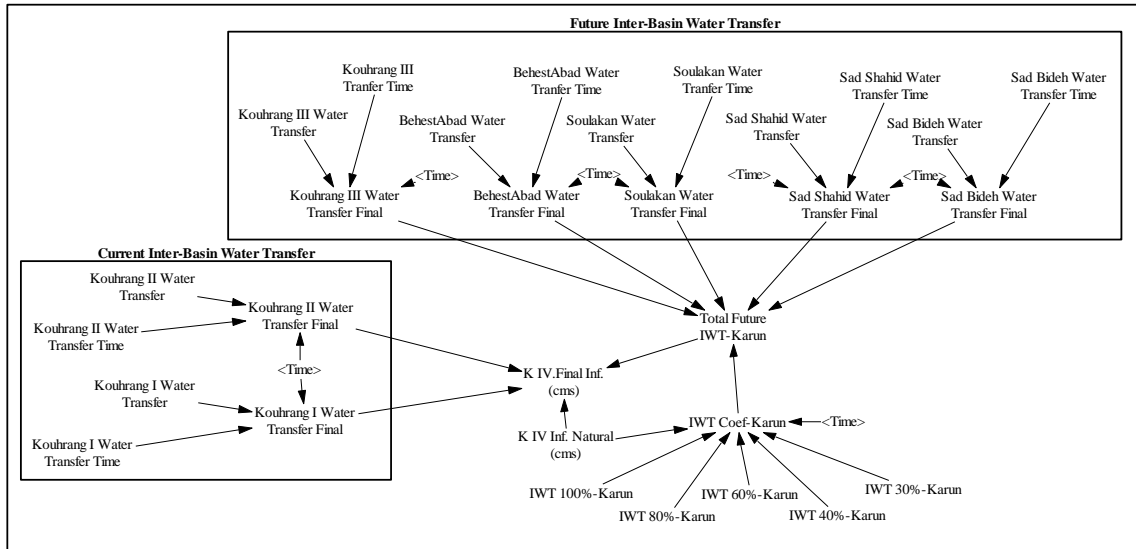 Future Inter-Basin Water Transfer
Kouhrang III
Tranfer Time
BehestAbad Water
Tranfer Time
Soulakan Water
Tranfer Time
Sad Shahid Water
Transfer Time
Sad Bideh Water
Transfer Time
Kouhrang III Water
Transfer
BehestAbad Water
Transfer
Soulakan Water
Transfer
Sad Shahid Water
Transfer
Sad Bideh Water
Transfer
<Time>
<Time>
<Time>
<Time>
Kouhrang III Water
Transfer Final
BehestAbad Water
Transfer Final
Soulakan Water
Transfer Final
Sad Shahid Water
Transfer Final
Sad Bideh Water
Transfer Final
Current Inter-Basin Water Transfer
Kouhrang II Water
Transfer
Kouhrang II Water
Transfer Final
Kouhrang II Water
Transfer Time
<Time>
Kouhrang I Water
Transfer
Kouhrang I Water
Transfer Final
Kouhrang I Water
Transfer Time
Total Future
IWT-Karun
K IV.Final Inf.
(cms)
K IV Inf. Natural
(cms)
IWT Coef-Karun
<Time>
IWT 100%-Karun
IWT 80%-Karun
IWT 60%-Karun
IWT 40%-Karun
IWT 30%-Karun